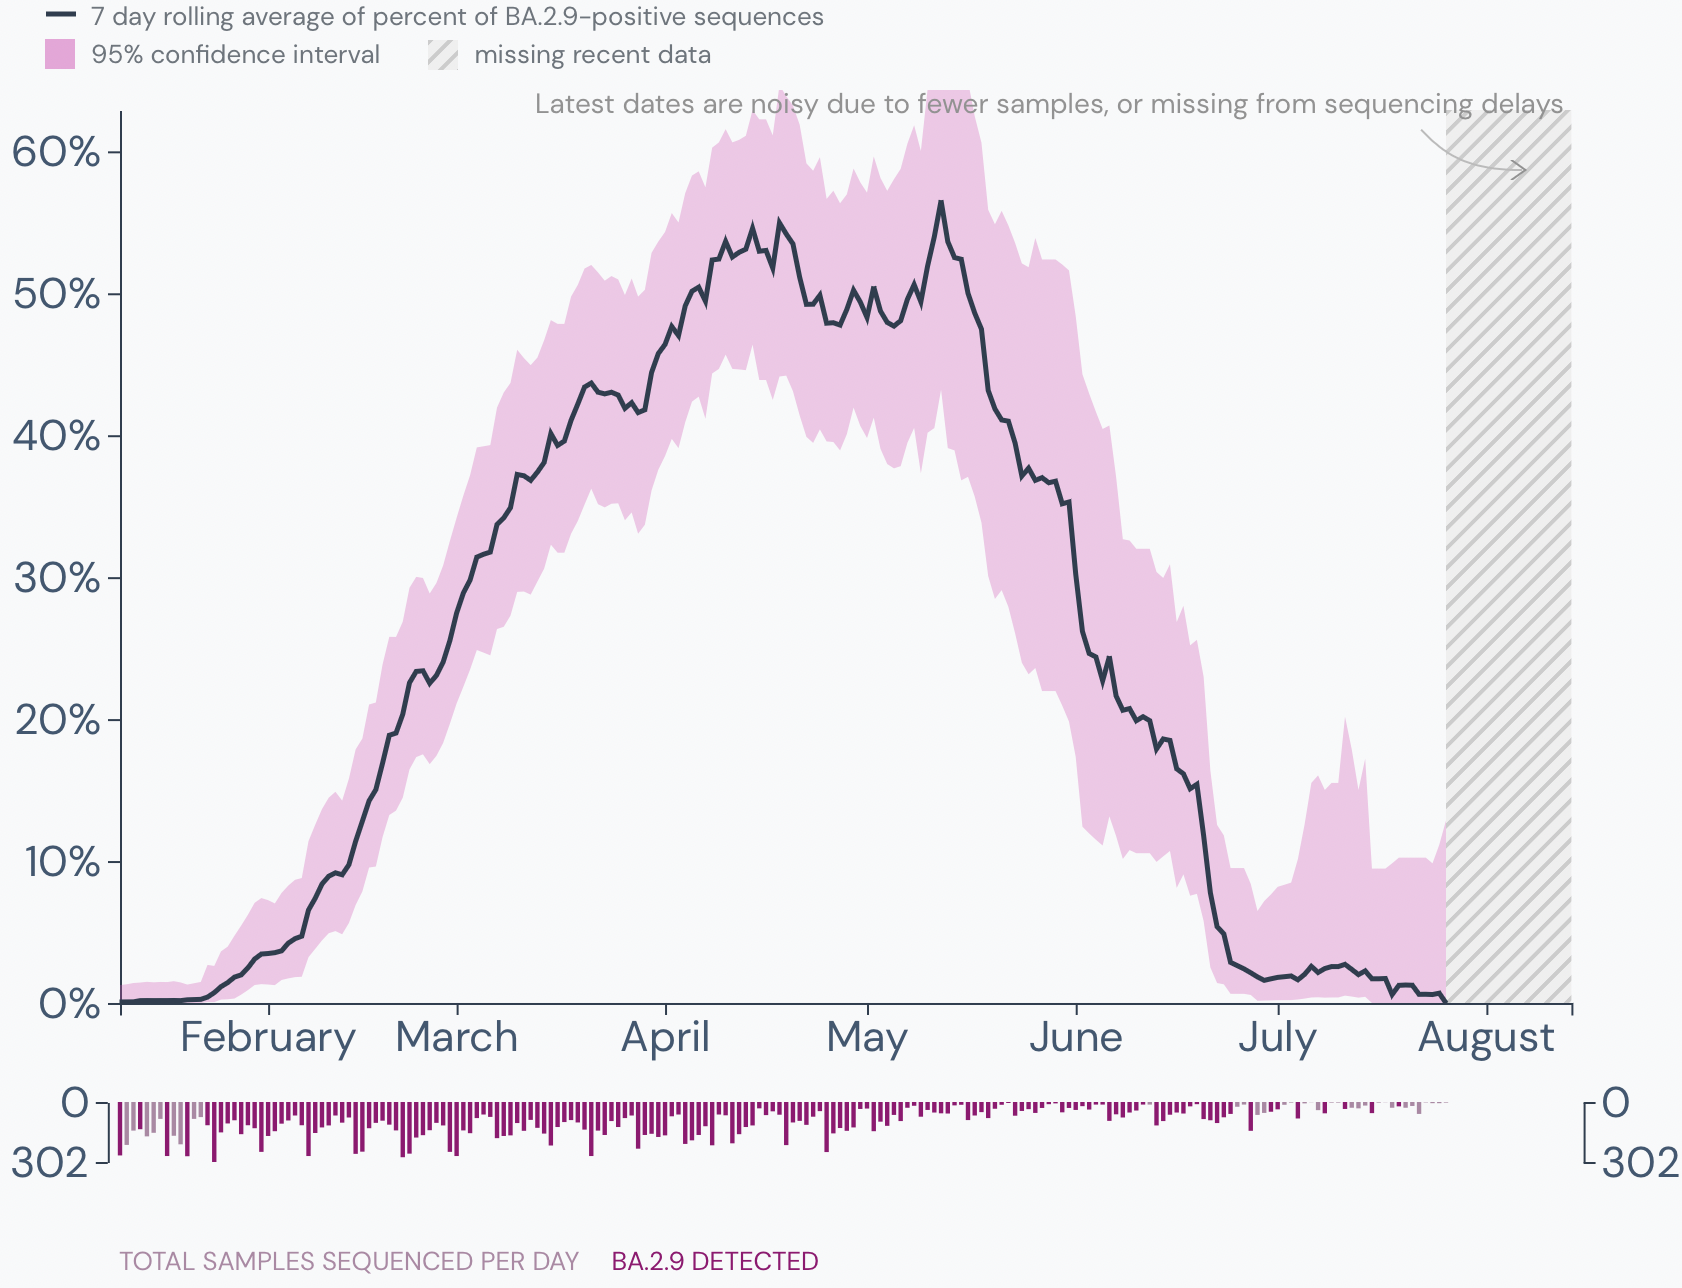 7 day rolling average of percent of BA.2.9-positive sequences
95% confidence interval missing recent data
Latest dates are noisy due to fewer samples, or missing from sequencing delays.
60%
50%
40%
30%
20%
10%
0%
February March April May June July August
0 0
302 302
TOTAL SAMPLES SEQUENCED PER DAY BA.2.9 DETECTED